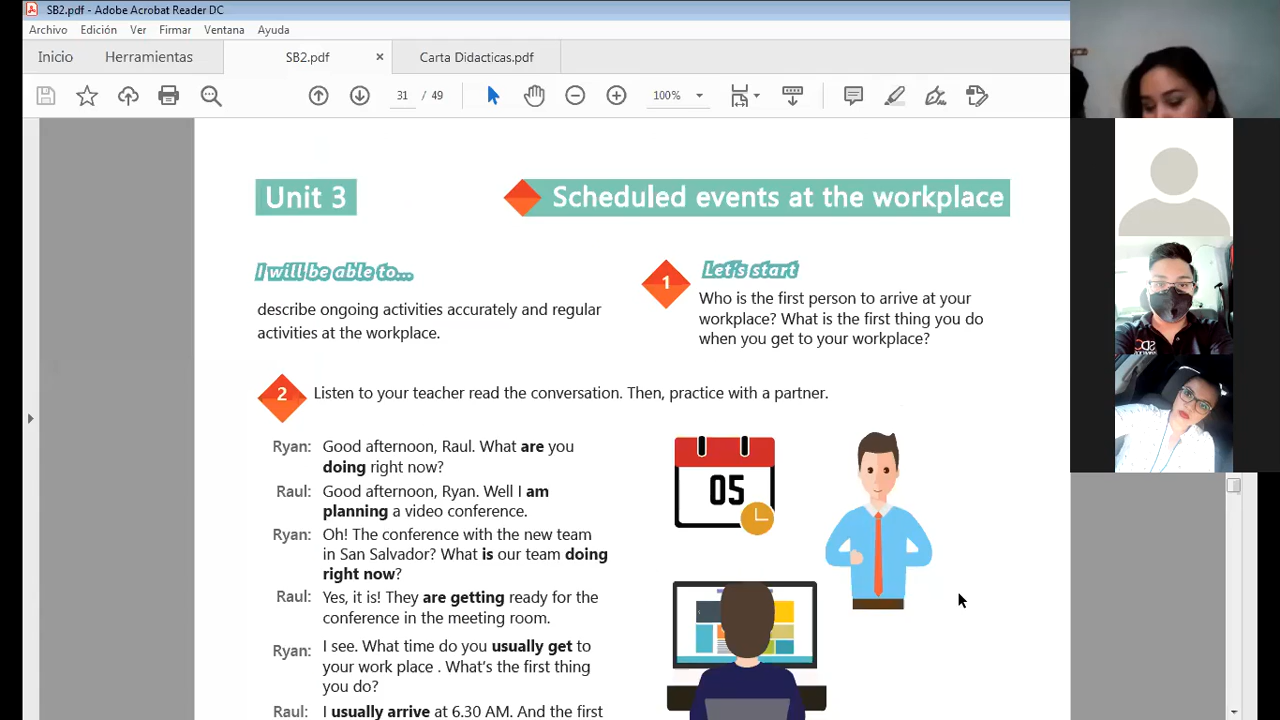 SB2.pdf - Adobe Acrobat Reader DC
Archivo Edición Ver Firmar Ventana Ayuda
Inicio Herramientas SB2.pdf × Carta Didacticas.pdf
31 / 49 100%
Unit 3
Scheduled events at the workplace
I will be able to...
describe ongoing activities accurately and regular
activities at the workplace.
1
Let's start
Who is the first person to arrive at your
workplace? What is the first thing you do
when you get to your workplace?
2 Listen to your teacher read the conversation. Then, practice with a partner.
Ryan: Good afternoon, Raul. What are you
doing right now?
Raul: Good afternoon, Ryan. Well I am
planning a video conference.
Ryan: Oh! The conference with the new team
in San Salvador? What is our team doing
right now?
Raul: Yes, it is! They are getting ready for the
conference in the meeting room.
Ryan: I see. What time do you usually get to
your work place . What's the first thing
you do?
Raul: I usually arrive at 6.30 AM. And the first
05